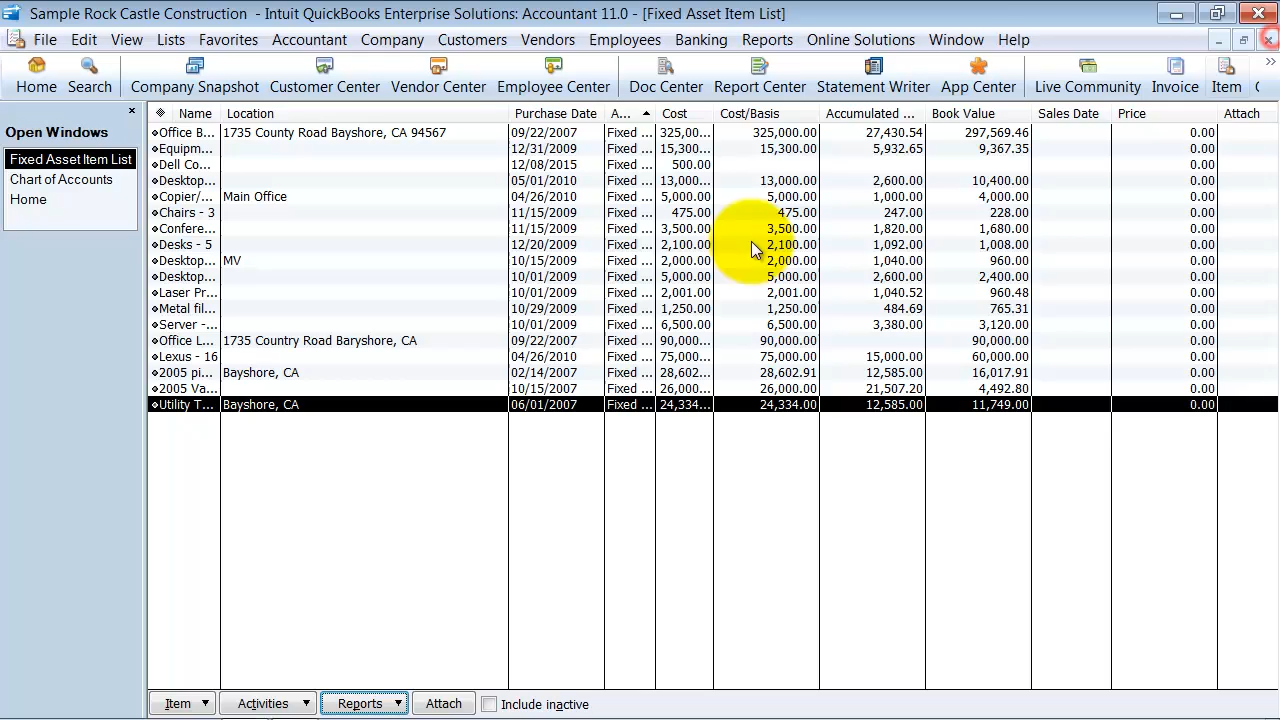 Sample Rock Castle Construction - Intuit QuickBooks Enterprise Solutions: Accountant 11.0 - [Fixed Asset Item List]
File Edit View Lists Favorites Accountant Company Customers Vendors Employees Banking Reports Online Solutions Window Help
Home Search Company Snapshot Customer Center Vendor Center Employee Center Doc Center Report Center Statement Writer App Center Live Community Invoice Item
Open Windows
Fixed Asset Item List
Chart of Accounts
Home
Name Location Purchase Date A... Cost Cost/Basis Accumulated ... Book Value Sales Date Price Attach
Office B... 1735 County Road Bayshore, CA 94567 09/22/2007 Fixed ... 325,00... 325,000.00 27,430.54 297,569.46 0.00
Equipm... 12/31/2009 Fixed ... 15,300... 15,300.00 5,932.65 9,367.35 0.00
Dell Co... 12/08/2015 Fixed ... 500.00 0.00
Desktop... 05/01/2010 Fixed ... 13,000... 13,000.00 2,600.00 10,400.00 0.00
Copier/... Main Office 04/26/2010 Fixed ... 5,000.00 5,000.00 1,000.00 4,000.00 0.00
Chairs - 3 11/15/2009 Fixed ... 475.00 475.00 247.00 228.00 0.00
Confere... 11/15/2009 Fixed ... 3,500.00 3,500.00 1,820.00 1,680.00 0.00
Desks - 5 12/20/2009 Fixed ... 2,100.00 2,100.00 1,092.00 1,008.00 0.00
Desktop... MV 10/15/2009 Fixed ... 2,000.00 2,000.00 1,040.00 960.00 0.00
Desktop... 10/01/2009 Fixed ... 5,000.00 5,000.00 2,600.00 2,400.00 0.00
Laser Pr... 10/01/2009 Fixed ... 2,001.00 2,001.00 1,040.52 960.48 0.00
Metal fil... 10/29/2009 Fixed ... 1,250.00 1,250.00 484.69 765.31 0.00
Server -... 10/01/2009 Fixed ... 6,500.00 6,500.00 3,380.00 3,120.00 0.00
Office L... 1735 Country Road Baryshore, CA 09/22/2007 Fixed ... 90,000... 90,000.00 90,000.00 0.00
Lexus - 16 04/26/2010 Fixed ... 75,000... 75,000.00 15,000.00 60,000.00 0.00
2005 pi... Bayshore, CA 02/14/2007 Fixed ... 28,602... 28,602.91 12,585.00 16,017.91 0.00
2005 Va... 10/15/2007 Fixed ... 26,000... 26,000.00 21,507.20 4,492.80 0.00
Utility T... Bayshore, CA 06/01/2007 Fixed ... 24,334... 24,334.00 12,585.00 11,749.00 0.00
Item Activities Reports Attach Include inactive